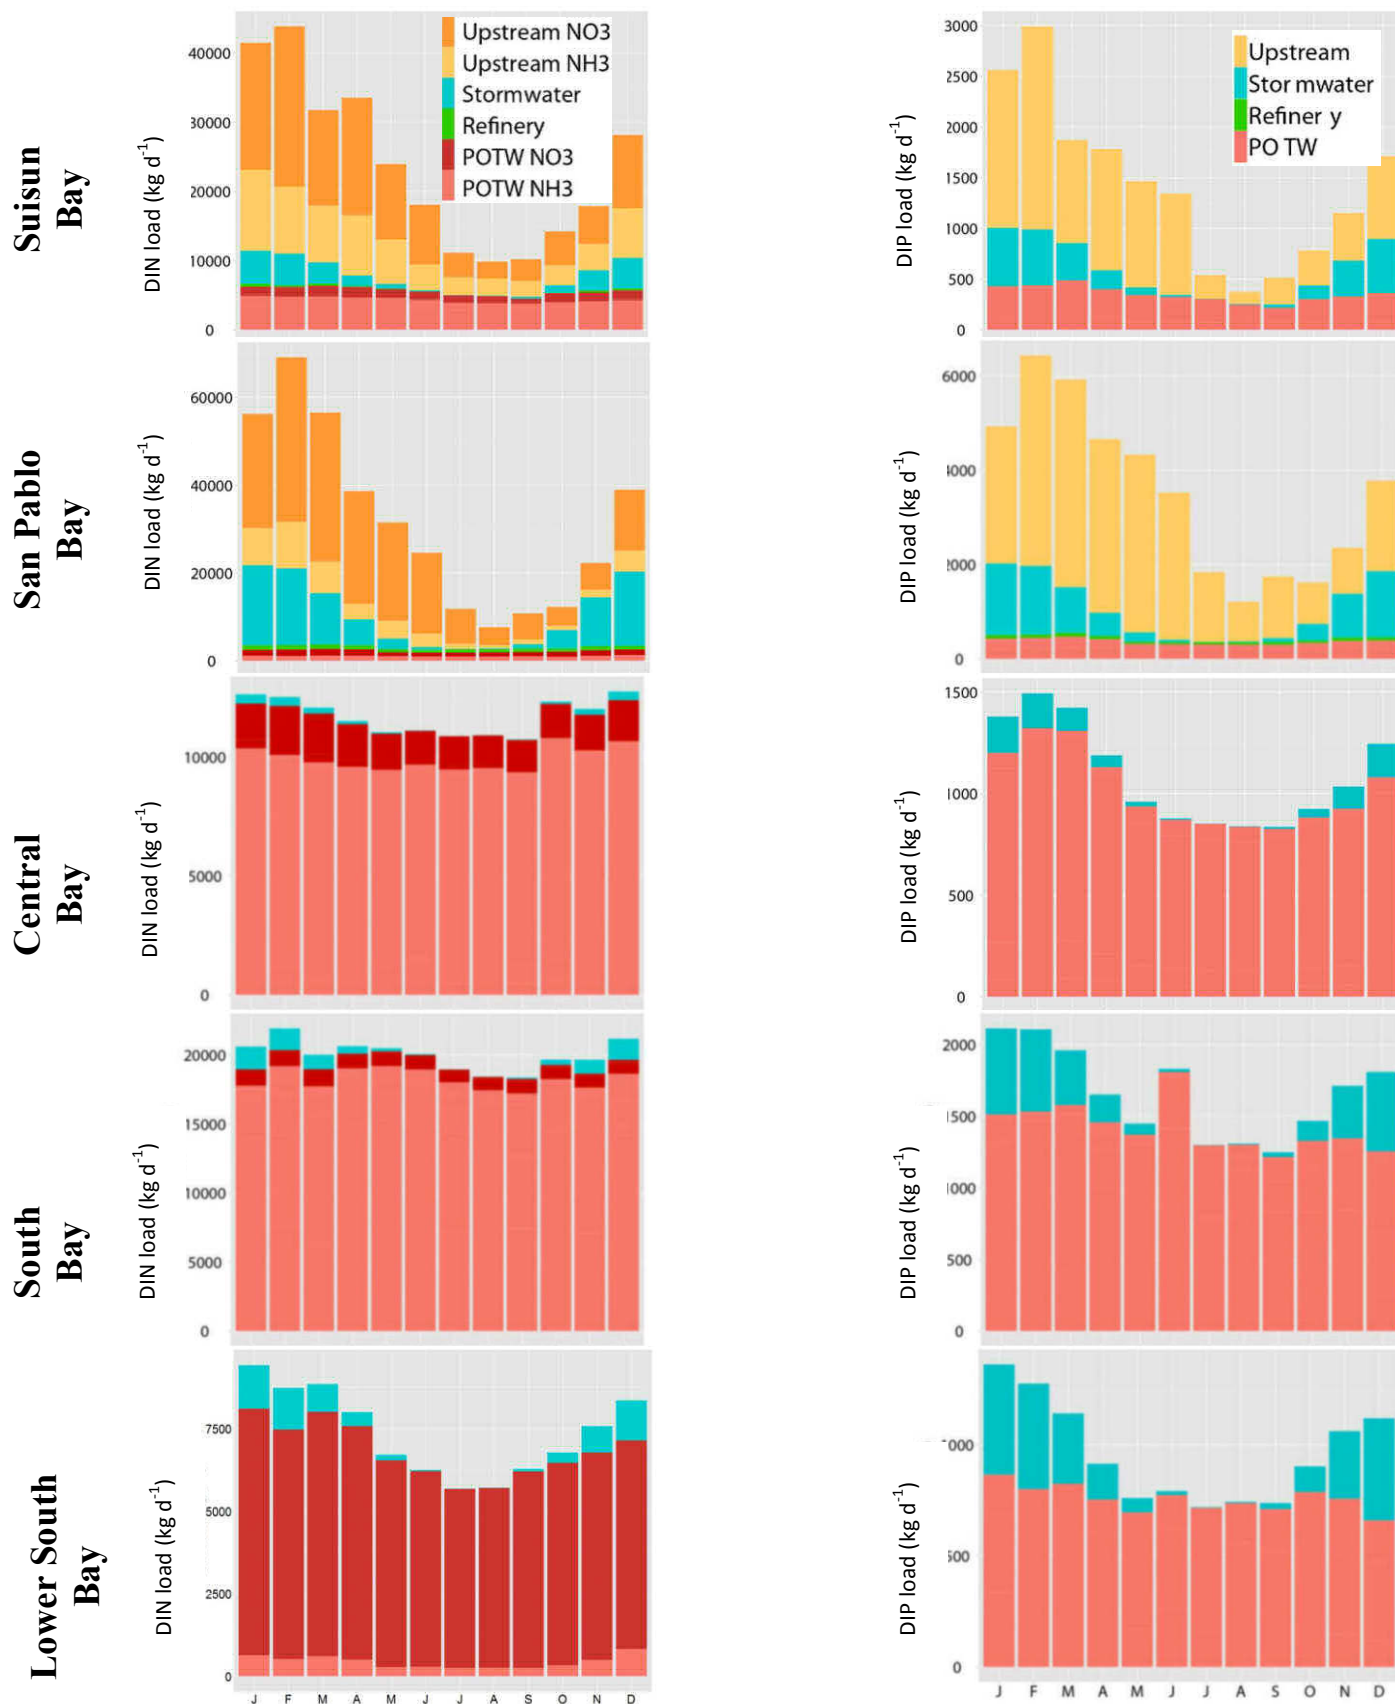 Suisun
Bay
DIN load (kg d-1)
40000
30000
20000
10000
0
Upstream NO3
Upstream NH3
Stormwater
Refinery
POTW NO3
POTW NH3
DIP load (kg d-1)
3000
2500
2000
1500
1000
500
0
Upstream
Stor mwater
Refiner y
PO TW
San Pablo
Bay
DIN load (kg d-1)
60000
40000
20000
0
DIP load (kg d-1)
6000
4000
2000
0
Central
Bay
DIN load (kg d-1)
10000
5000
0
DIP load (kg d-1)
1500
1000
500
0
South
Bay
DIN load (kg d-1)
20000
15000
10000
5000
0
DIP load (kg d-1)
2000
1500
1000
500
0
Lower South
Bay
DIN load (kg d-1)
7500
5000
2500
0
J F M A M J J A S O N D
DIP load (kg d-1)
000
500
0
J F M A M J J A S O N D